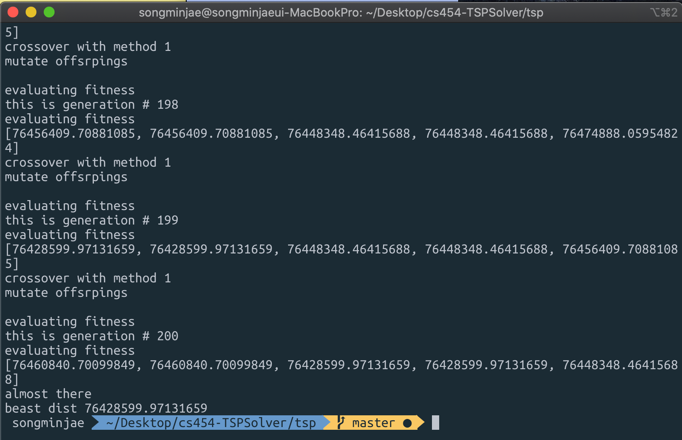 songminjae@songminjaeui-MacBookPro: ~/Desktop/cs454-TSPSolver/tsp ⌥⌘2
5]
crossover with method 1
mutate offsrpings
evaluating fitness
this is generation # 198
evaluating fitness
[76456409.70881085, 76456409.70881085, 76448348.46415688, 76448348.46415688, 76474888.0595482
4]
crossover with method 1
mutate offsrpings
evaluating fitness
this is generation # 199
evaluating fitness
[76428599.97131659, 76428599.97131659, 76448348.46415688, 76448348.46415688, 76456409.7088108
5]
crossover with method 1
mutate offsrpings
evaluating fitness
this is generation # 200
evaluating fitness
[76460840.70099849, 76460840.70099849, 76428599.97131659, 76428599.97131659, 76448348.4641568
8]
almost there
beast dist 76428599.97131659
songminjae ~/Desktop/cs454-TSPSolver/tsp master ●